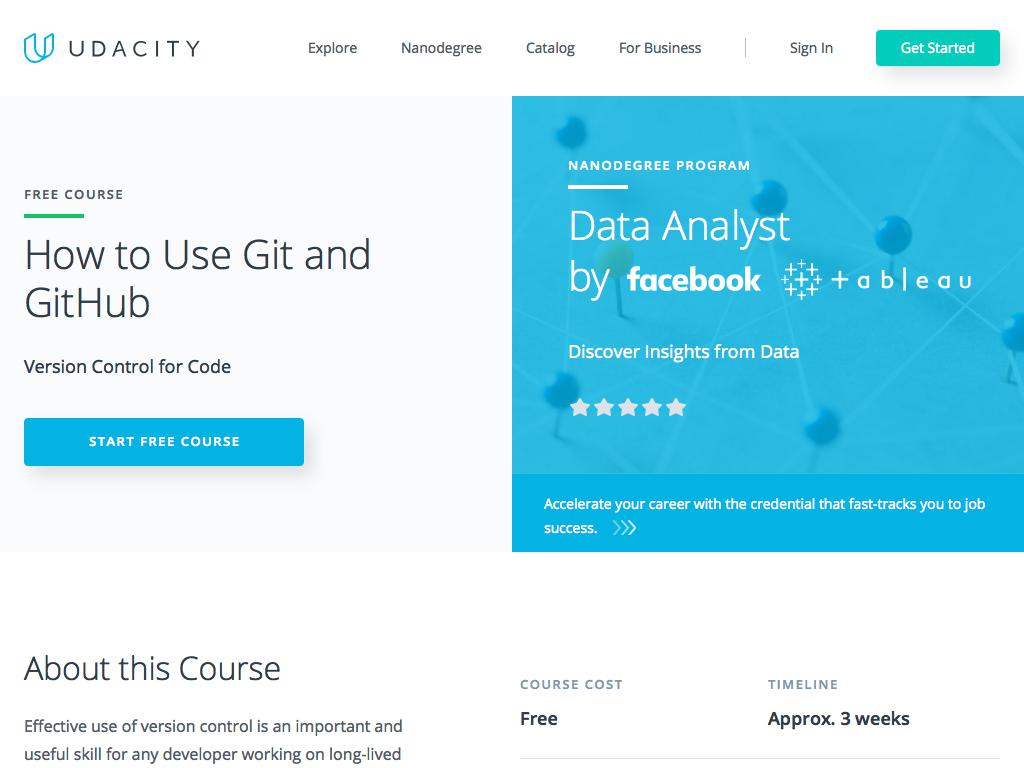 UDACITY
Explore
Nanodegree
Catalog
For Business
Sign In
Get Started
FREE COURSE
How to Use Git and
GitHub
Version Control for Code
START FREE COURSE
NANODEGREE PROGRAM
Data Analyst
by facebook +ableau
Discover Insights from Data
Accelerate your career with the credential that fast-tracks you to job
success.
About this Course
Effective use of version control is an important and
useful skill for any developer working on long-lived
COURSE COST
Free
TIMELINE
Approx. 3 weeks